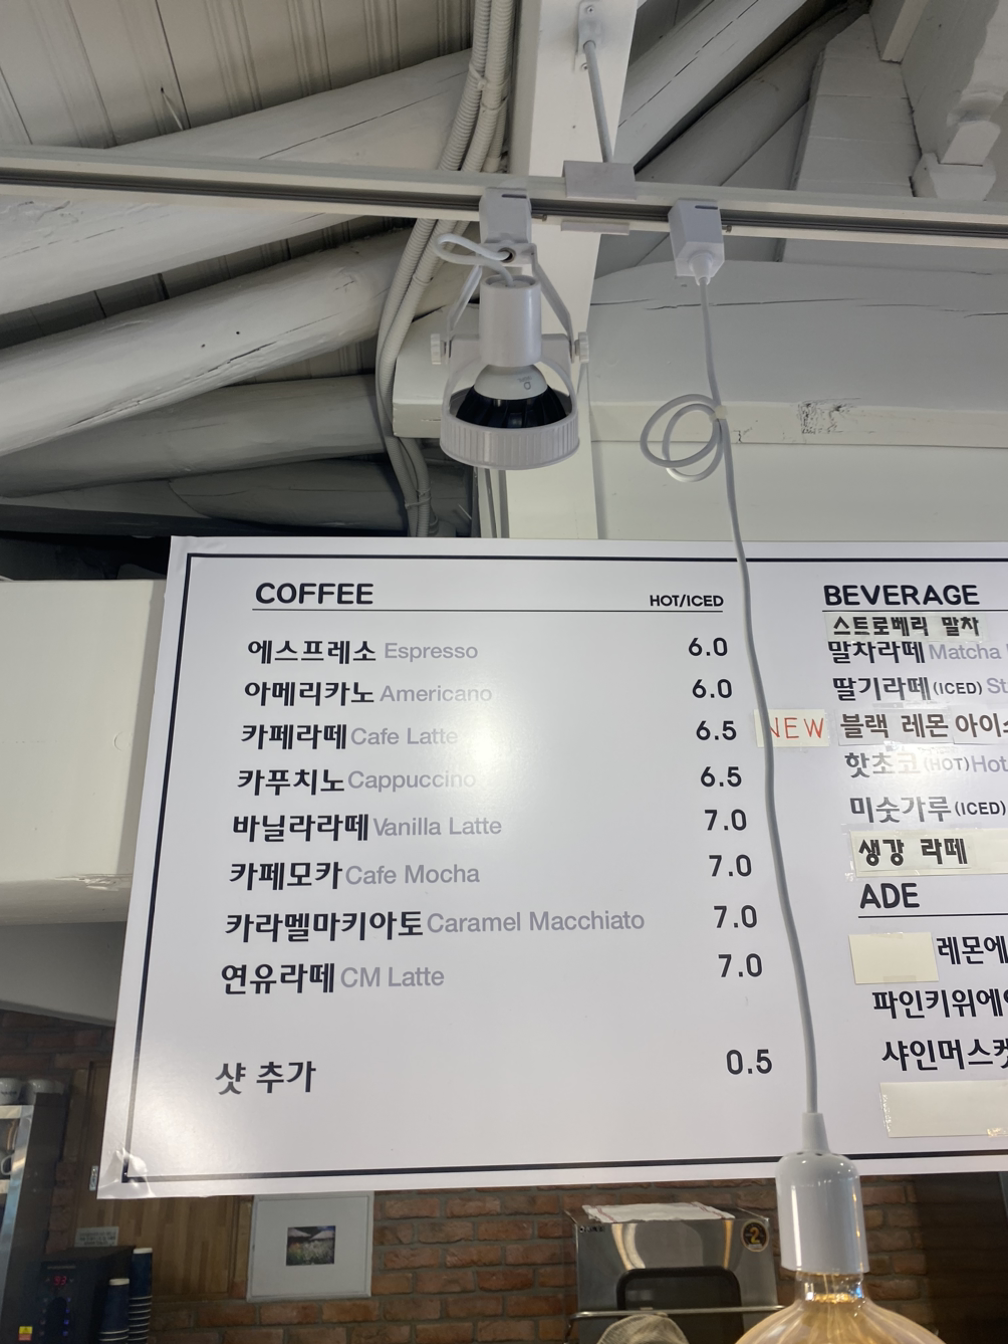 COFFEE
HOT/ICED
에스프레소 Espresso 6.0
아메리카노 Americano 6.0
카페라떼 Cafe Latte 6.5
카푸치노 Cappuccino 6.5
바닐라라떼 Vanilla Latte 7.0
카페모카 Cafe Mocha 7.0
카라멜마키아토 Caramel Macchiato 7.0
연유라떼 CM Latte 7.0
샷 추가 0.5
BEVERAGE
스트로베리 말차
말차라떼 Matcha
딸기라떼 (ICED) St
NEW 블랙 레몬 아이스
핫초코 (HOT) Hot
미숫가루 (ICED)
생강 라떼
ADE
레몬에
파인키위에이
샤인머스캣